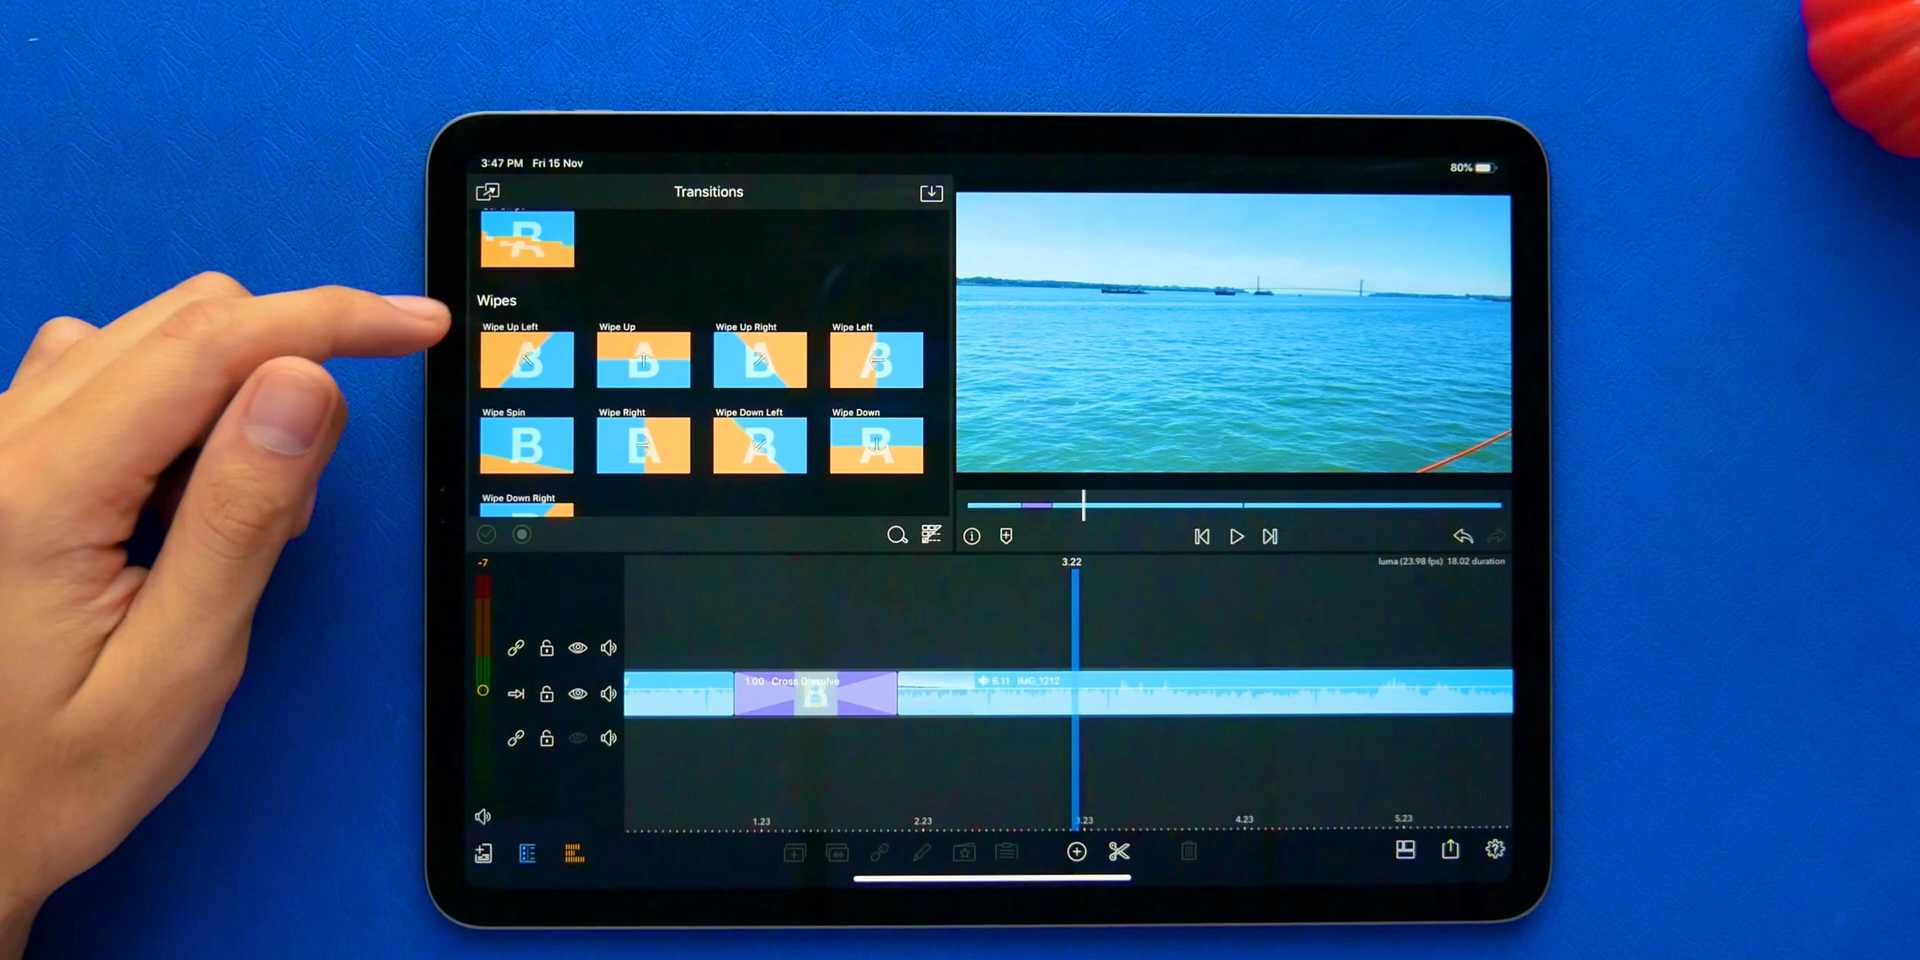 3:47 PM Fri 15 Nov
80%
Transitions
B
Wipes
Wipe Up Left
Wipe Up
Wipe Up Right
Wipe Left
Wipe Spin
Wipe Right
Wipe Down Left
Wipe Down
B
Wipe Down Right
-7
3.22
luma (23.98 fps) 18.02 duration
1.00 Cross Dissolve
B
6.11 IMG_1212
1.23
2.23
3.23
4.23
5.23